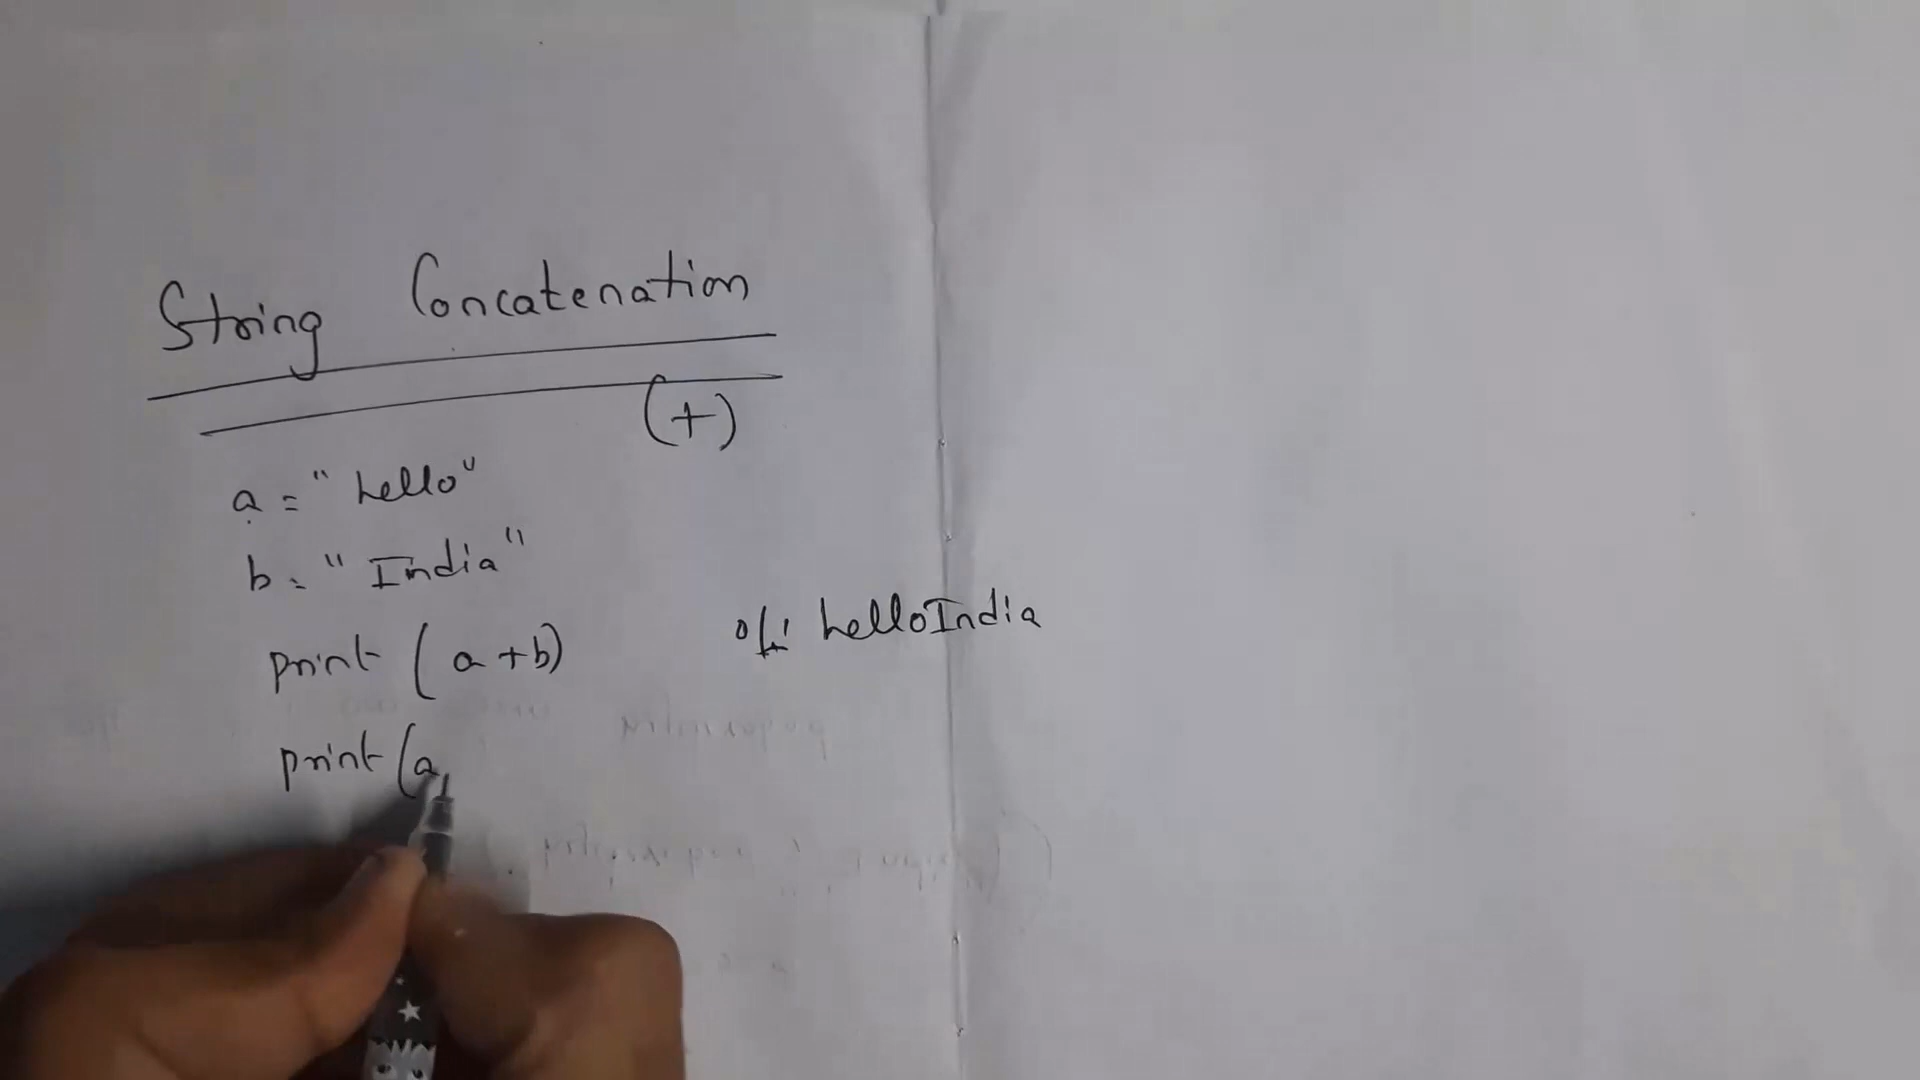 String Concatenation
(+)
a = "hello"
b = "India"
print (a+b)
o/p: helloIndia
print (a